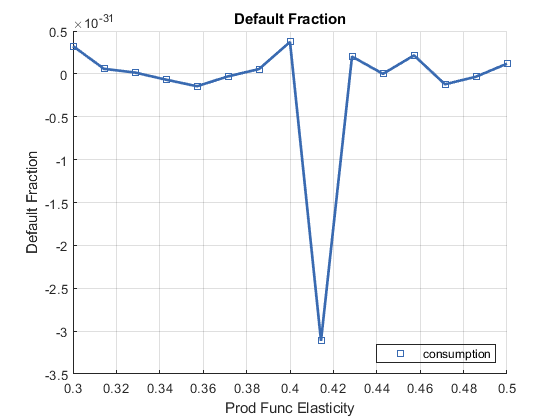 Default Fraction
×10-31
0.5
0
-0.5
-1
-1.5
-2
-2.5
-3
-3.5
Default Fraction
0.3 0.32 0.34 0.36 0.38 0.4 0.42 0.44 0.46 0.48 0.5
Prod Func Elasticity
consumption